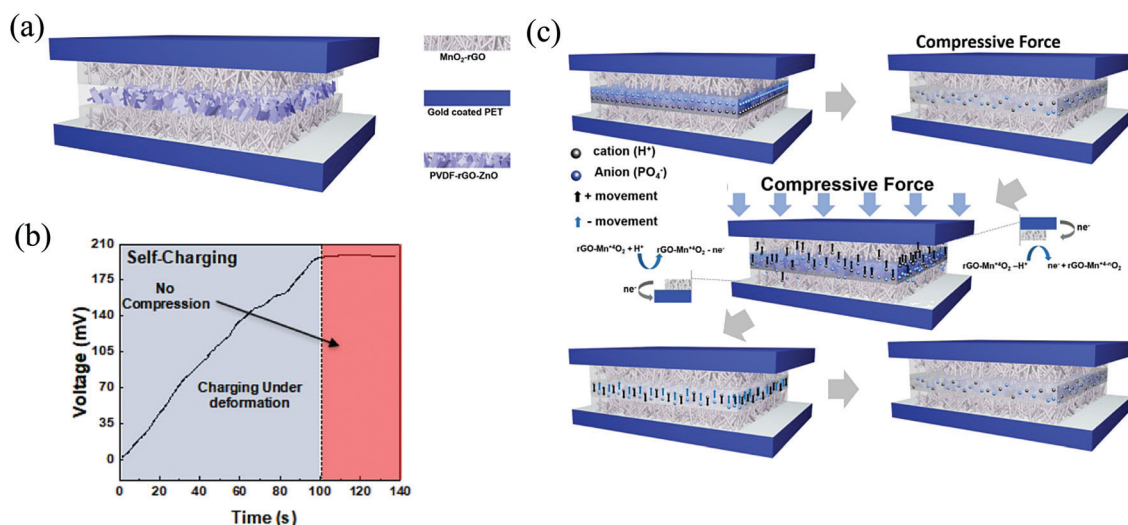 (a)
MnO₂-rGO
Gold coated PET
PVDF-rGO-ZnO
(b)
210
175
140
105
70
35
0
Voltage (mV)
Self-Charging
No
Compression
Charging Under
deformation
0 20 40 60 80 100 120 140
Time (s)
(c)
Compressive Force
cation (H⁺)
Anion (PO₄⁻)
+ movement
- movement
Compressive Force
rGO-Mn⁺⁴O₂ + H⁺
rGO-Mn⁺⁴O₂ - ne⁻
ne⁻
ne⁻
rGO-Mn⁺⁴O₂ –H⁺
ne⁻ + rGO-Mn⁺⁴⁻ⁿO₂